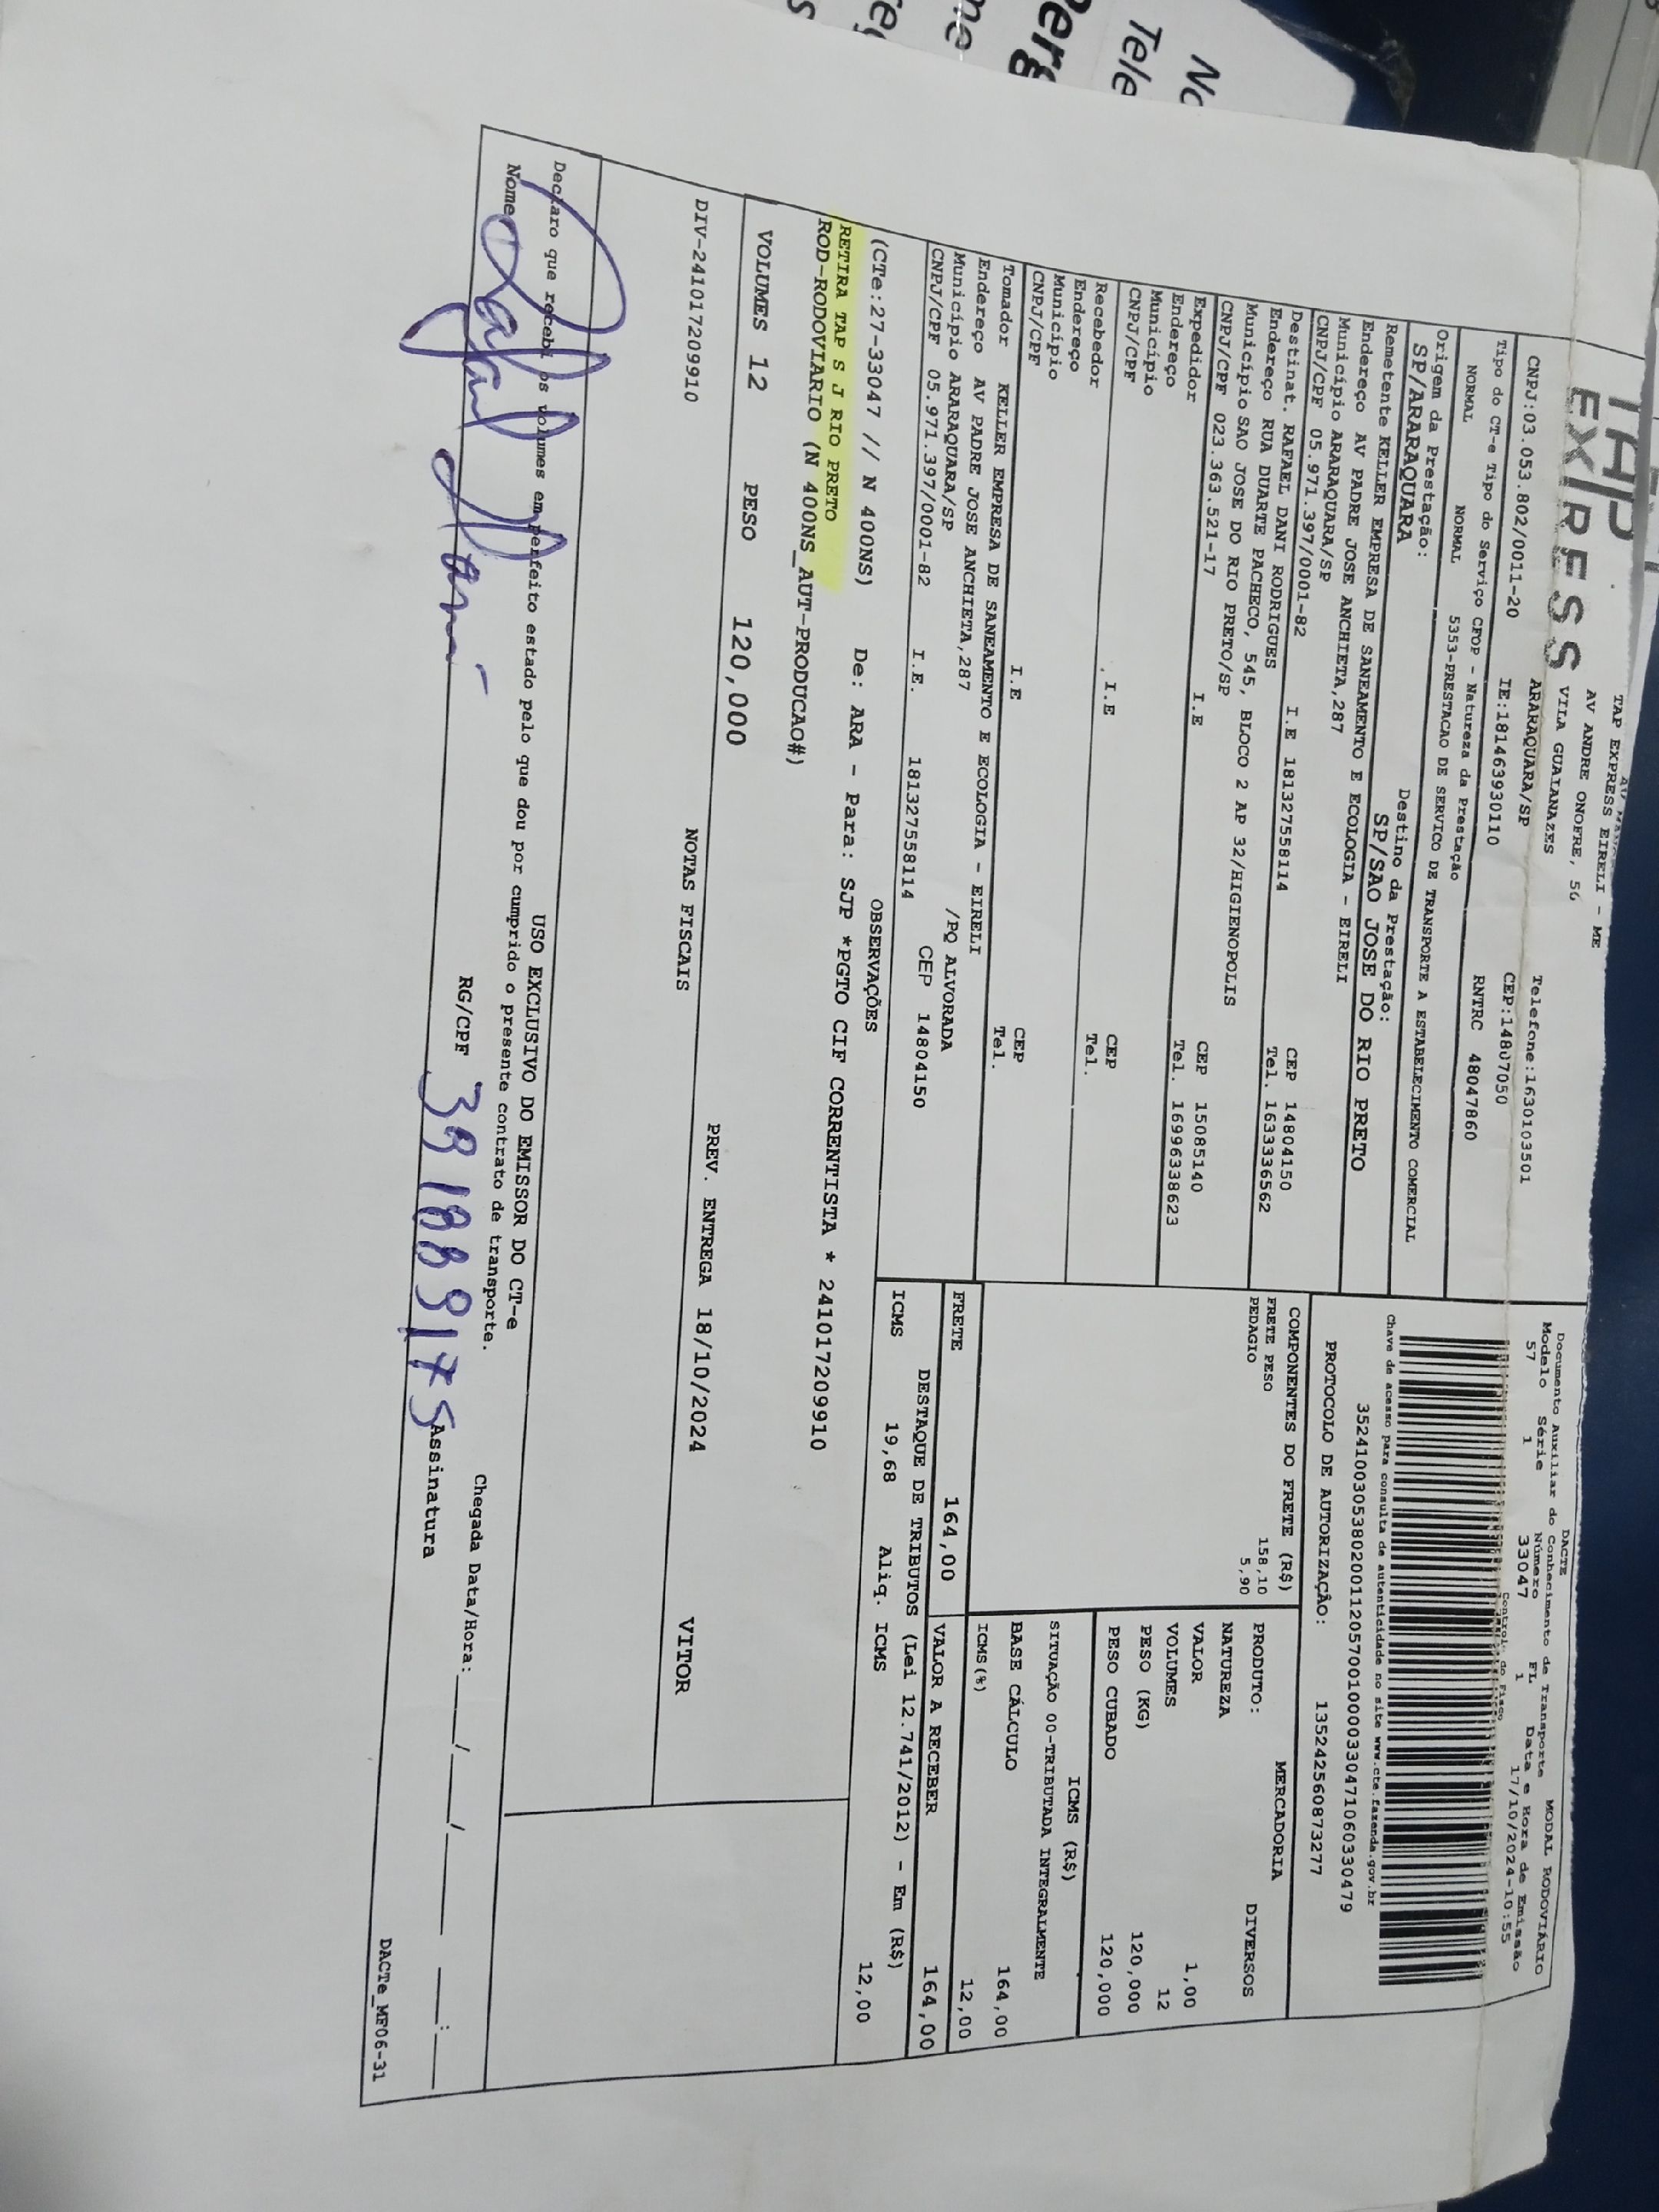 TAP
EXPRESS
TAP EXPRESS EIRELI - ME
AV ANDRE ONOFRE, 56
VILA GUAIANAZES
ARARAQUARA/SP
Telefone:1630103501
CNPJ:03.053.802/0011-20 IE:181463930110 CEP:14807050
Tipo do CT-e Tipo do Serviço CFOP - Natureza da Prestação RNTRC 48047860
NORMAL NORMAL 5353-PRESTACAO DE SERVICO DE TRANSPORTE A ESTABELECIMENTO COMERCIAL
Origem da Prestação: Destino da Prestação:
SP/ARARAQUARA SP/SAO JOSE DO RIO PRETO
Remetente KELLER EMPRESA DE SANEAMENTO E ECOLOGIA - EIRELI
Endereço AV PADRE JOSE ANCHIETA,287
Município ARARAQUARA/SP CEP 14804150
CNPJ/CPF 05.971.397/0001-82 I.E 181327558114 Tel. 1633336562
Destinat. RAFAEL DANI RODRIGUES
Endereço RUA DUARTE PACHECO, 545, BLOCO 2 AP 32/HIGIENOPOLIS
Município SAO JOSE DO RIO PRETO/SP CEP 15085140
CNPJ/CPF 023.363.521-17 I.E Tel. 16996338623
Expedidor
Endereço
Município CEP
CNPJ/CPF I.E Tel.
Recebedor
Endereço
Município CEP
CNPJ/CPF I.E Tel.
Tomador KELLER EMPRESA DE SANEAMENTO E ECOLOGIA - EIRELI
Endereço AV PADRE JOSE ANCHIETA,287 /PQ ALVORADA
Município ARARAQUARA/SP CEP 14804150
CNPJ/CPF 05.971.397/0001-82 I.E. 181327558114
DACTE
Documento Auxiliar do Conhecimento de Transporte MODAL RODOVIÁRIO
Modelo Série Número FL Data e Hora de Emissão
57 1 33047 1 17/10/2024-10:55
Controle do Fisco
Chave de acesso para consulta de autenticidade no site www.cte.fazenda.gov.br
35241003053802001120570010000330471060330479
PROTOCOLO DE AUTORIZAÇÃO: 135242560873277
COMPONENTES DO FRETE (R$)
FRETE PESO 158,10
PEDAGIO 5,90
MERCADORIA
PRODUTO: DIVERSOS
NATUREZA
VALOR 1,00
VOLUMES 12
PESO (KG) 120,000
PESO CUBADO 120,000
ICMS (R$)
SITUAÇÃO 00-TRIBUTADA INTEGRALMENTE
BASE CÁLCULO 164,00
ICMS(%) 12,00
FRETE 164,00 VALOR A RECEBER 164,00
DESTAQUE DE TRIBUTOS (Lei 12.741/2012) - Em (R$)
ICMS 19,68 Aliq. ICMS 12,00
OBSERVAÇÕES
(CTe:27-33047 // N 400NS) De: ARA - Para: SJP *PGTO CIF CORRENTISTA * 241017209910
RETIRA TAP S J RIO PRETO
ROD-RODOVIARIO (N 400NS_AUT-PRODUCAO#)
VOLUMES 12 PESO 120,000
NOTAS FISCAIS
DIV-241017209910 PREV. ENTREGA 18/10/2024 VITOR
USO EXCLUSIVO DO EMISSOR DO CT-e
Declaro que recebi os volumes em perfeito estado pelo que dou por cumprido o presente contrato de transporte.
Nome Rafael Dani RG/CPF 391889175 Assinatura Chegada Data/Hora: ____/____/______ ___:___
DACTe_MF06-31